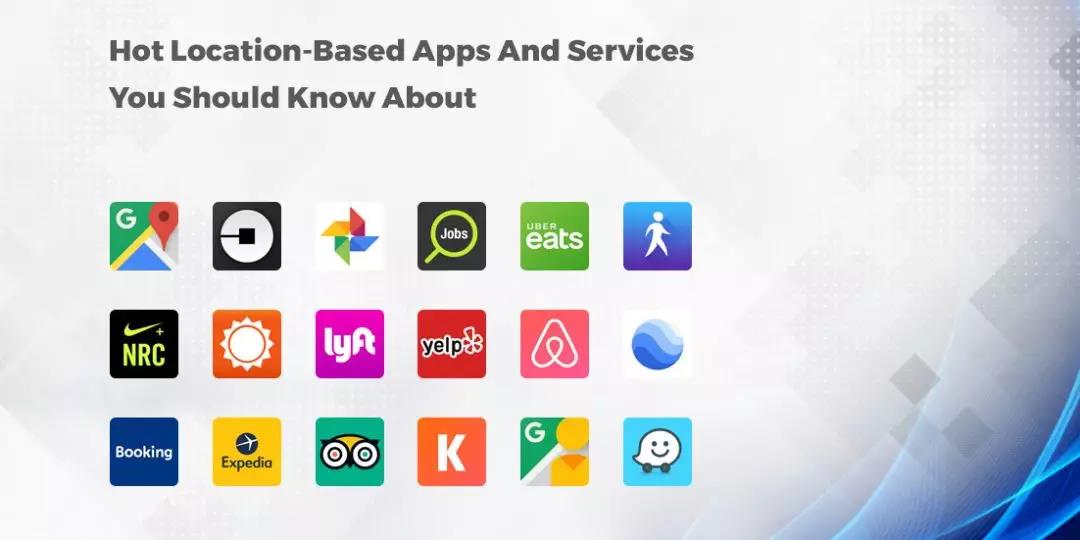 Hot Location-Based Apps And Services
You Should Know About
G
Jobs
UBER
eats
NRC
+
lyft
yelp
Booking
Expedia
K
G